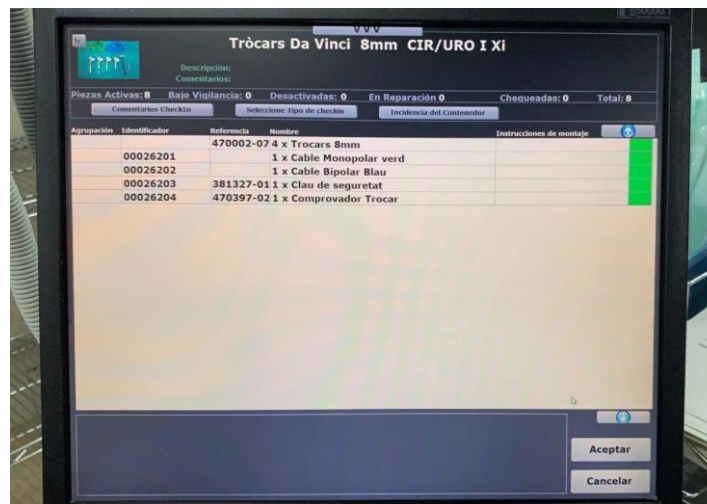 VVV
Tròcars Da Vinci 8mm CIR/URO I Xi
Descripción:
Comentarios:
Piezas Activas: 8 Bajo Vigilancia: 0 Desactivadas: 0 En Reparación 0 Chequeadas: 0 Total: 8
Comentarios CheckIn Seleccione Tipo de checkin Incidencia del Contenedor
Agrupación Identificador Referencia Nombre Instrucciones de montaje
470002-07 4 x Trocars 8mm
00026201 1 x Cable Monopolar verd
00026202 1 x Cable Bipolar Blau
00026203 381327-01 1 x Clau de seguretat
00026204 470397-02 1 x Comprovador Trocar
Aceptar
Cancelar